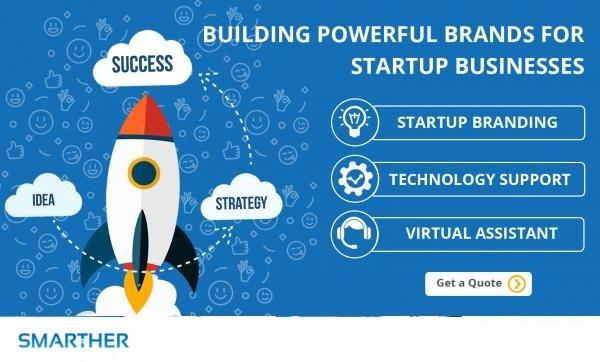 BUILDING POWERFUL BRANDS FOR
STARTUP BUSINESSES
SUCCESS
IDEA
STRATEGY
STARTUP BRANDING
TECHNOLOGY SUPPORT
VIRTUAL ASSISTANT
Get a Quote
SMARTHER